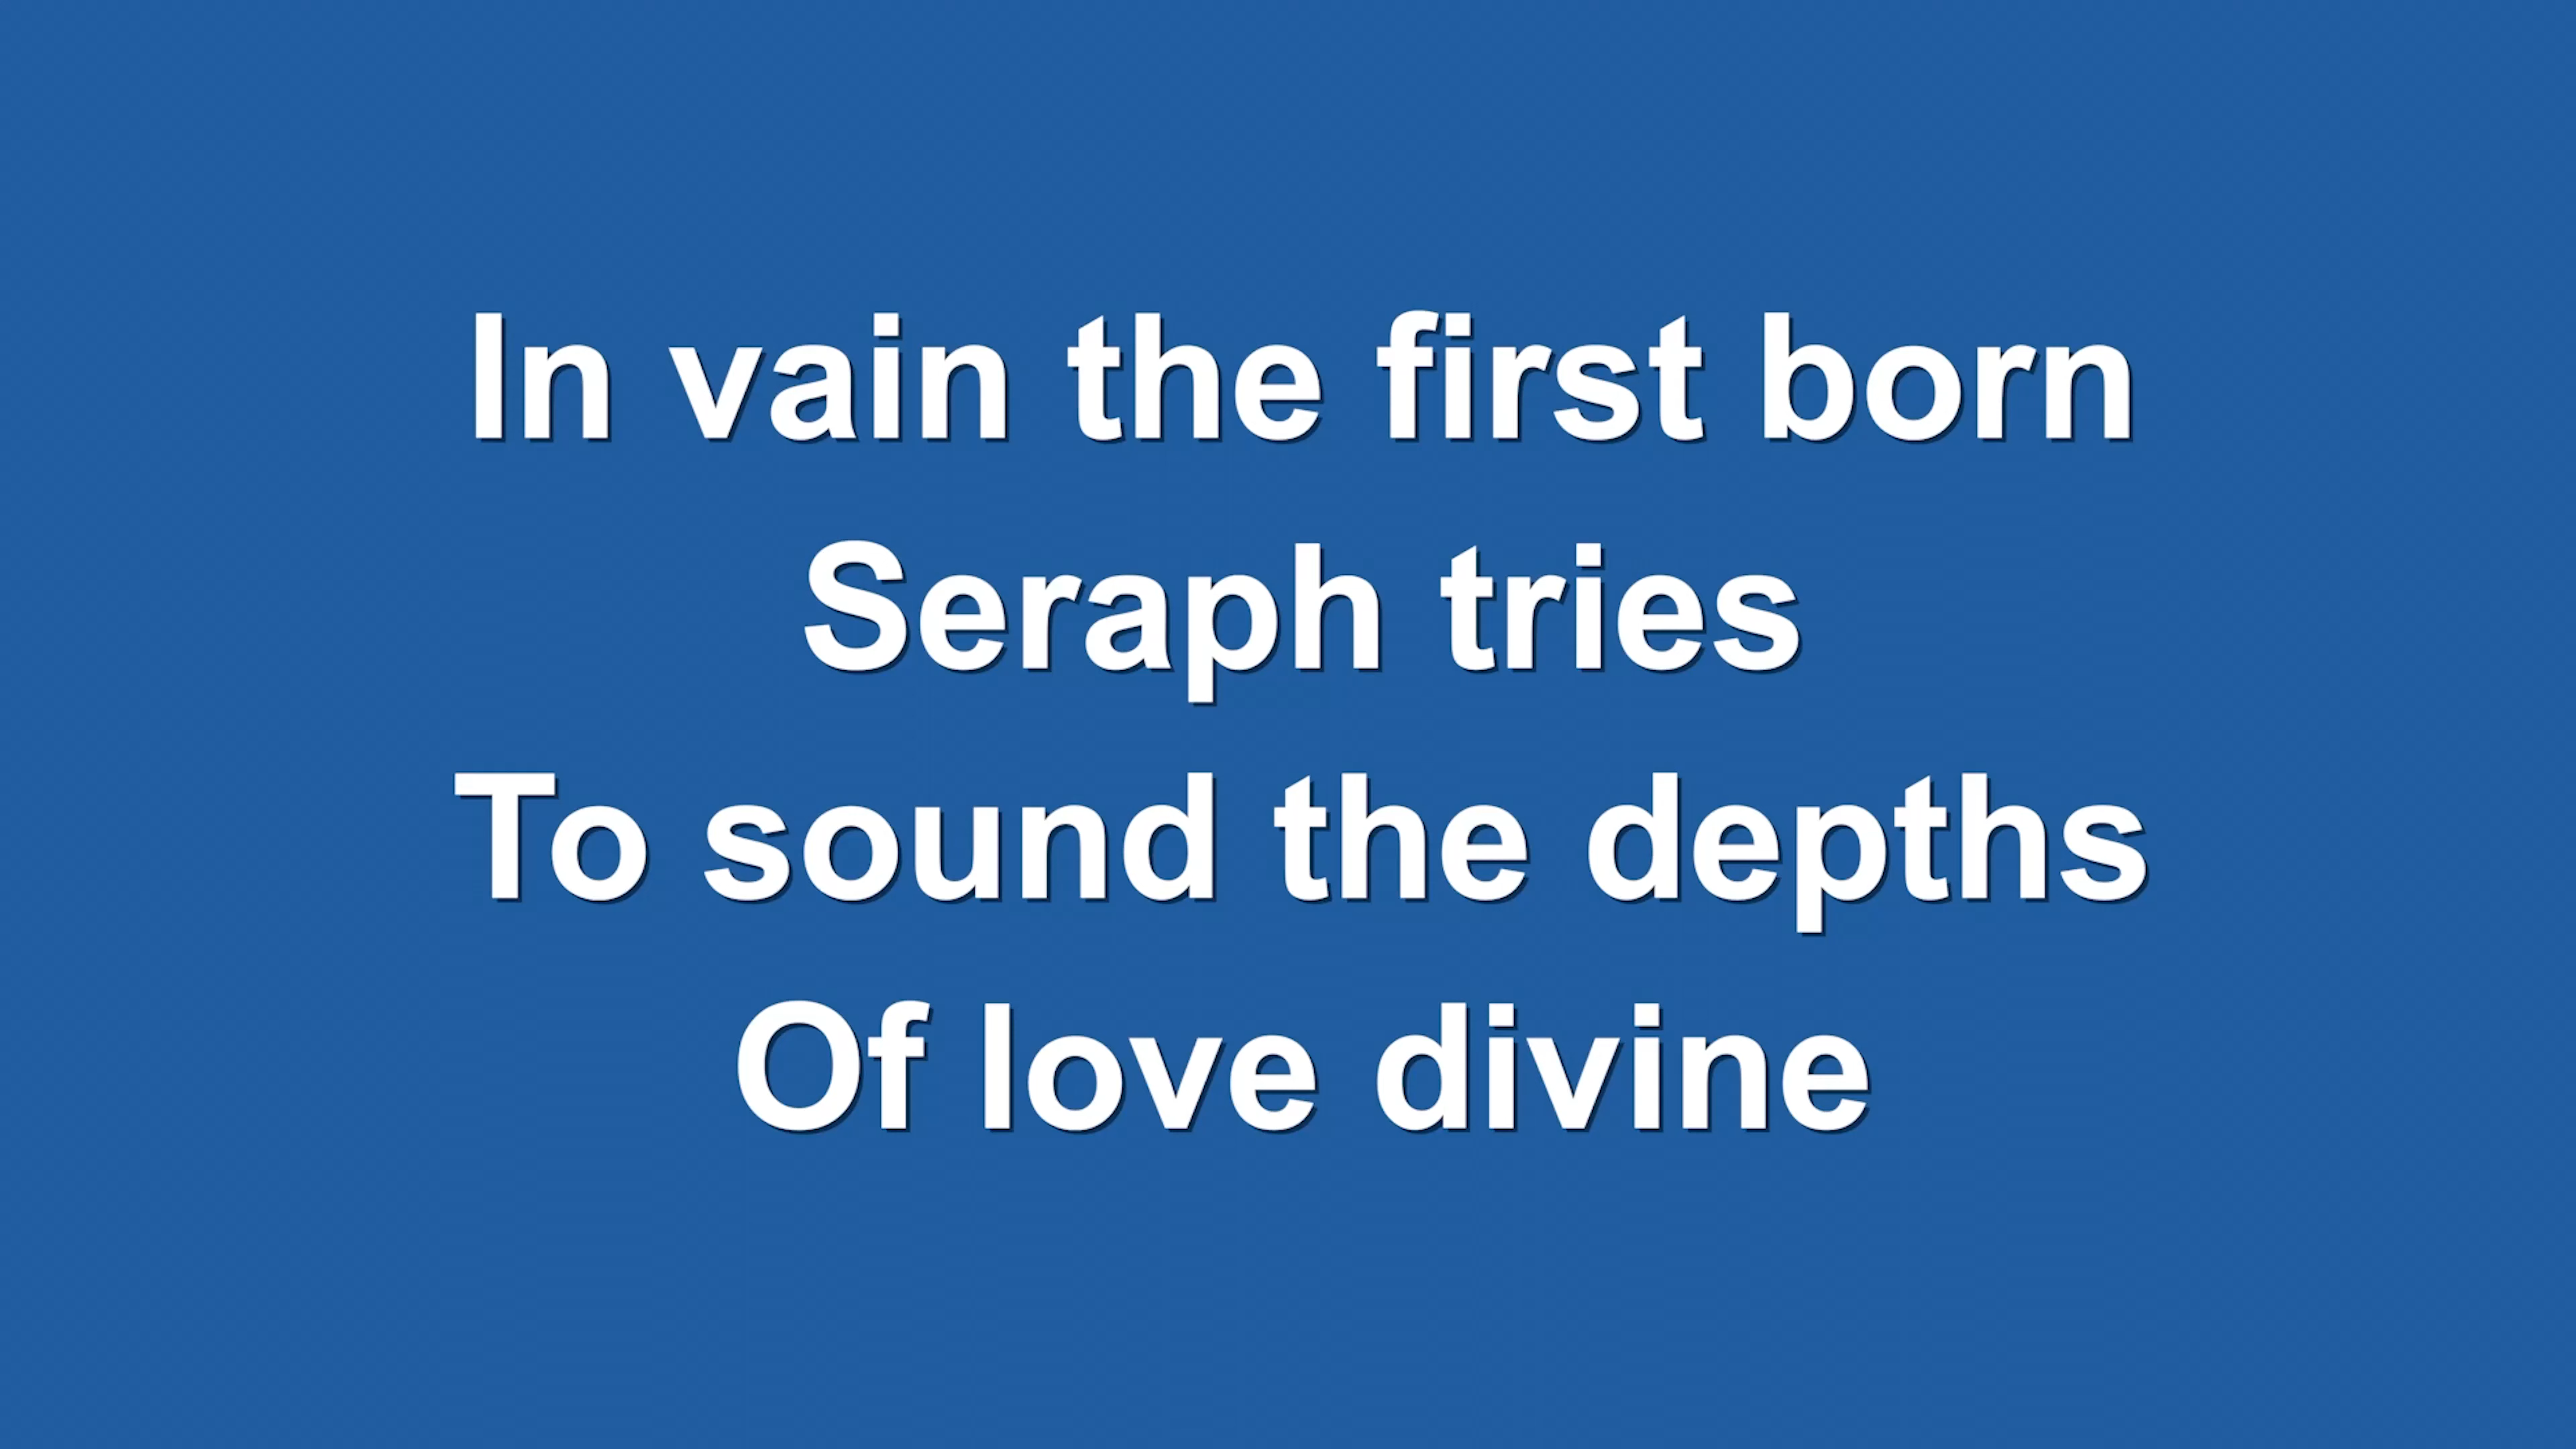 In vain the first born
Seraph tries
To sound the depths
Of love divine